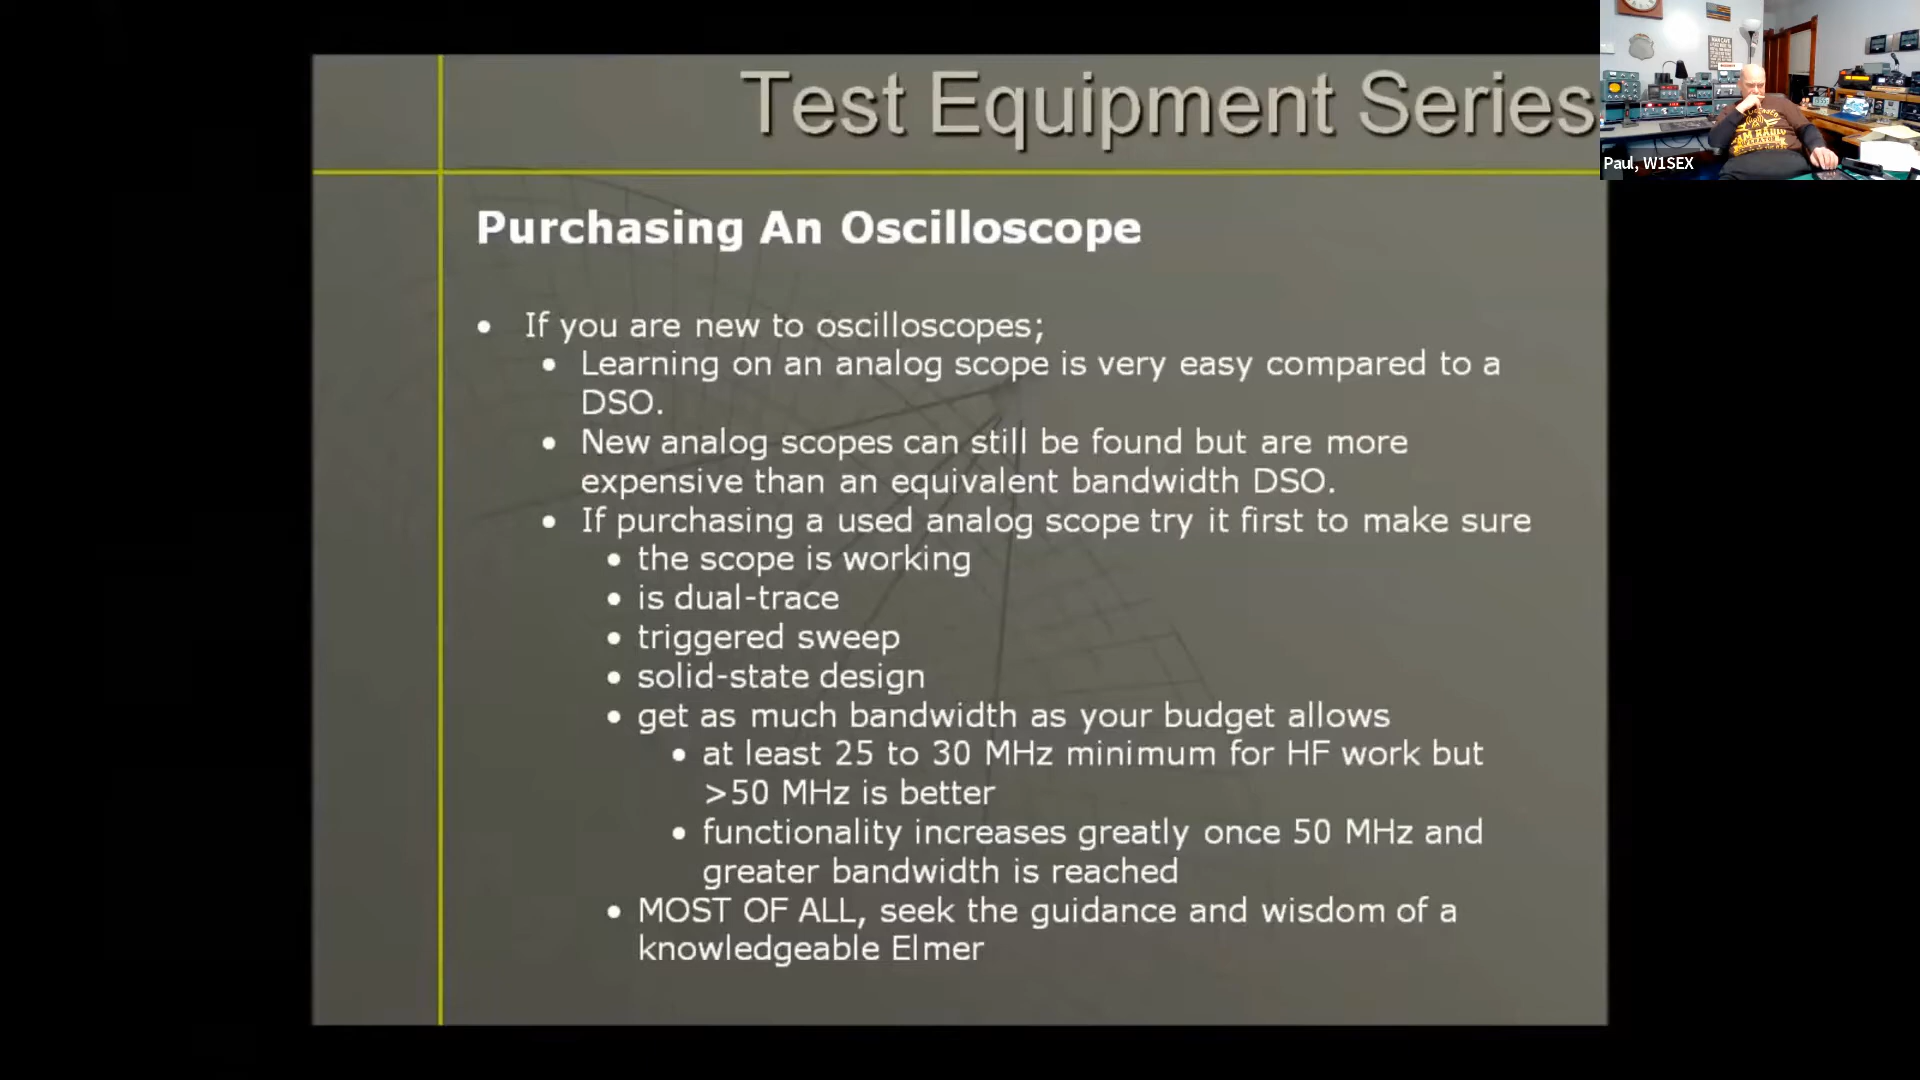 Test Equipment Series
Purchasing An Oscilloscope
• If you are new to oscilloscopes;
• Learning on an analog scope is very easy compared to a
DSO.
• New analog scopes can still be found but are more
expensive than an equivalent bandwidth DSO.
• If purchasing a used analog scope try it first to make sure
• the scope is working
• is dual-trace
• triggered sweep
• solid-state design
• get as much bandwidth as your budget allows
• at least 25 to 30 MHz minimum for HF work but
>50 MHz is better
• functionality increases greatly once 50 MHz and
greater bandwidth is reached
• MOST OF ALL, seek the guidance and wisdom of a
knowledgeable Elmer
Paul, W1SEX